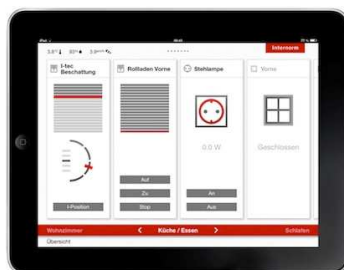 iPad
Internorm
I-tec
Beschattung
Rollladen Vorne
Stehlampe
Vorne
0.0 W
Geschlossen
Auf
Zu
An
I-Position
Stop
Aus
Wohnzimmer
Küche / Essen
Schlafen
Übersicht